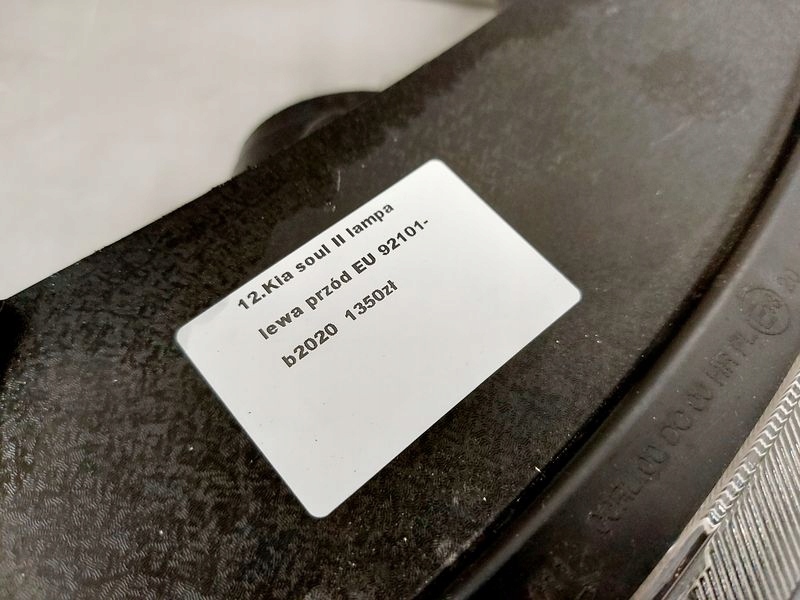 12.Kia soul II lampa
lewa przód EU 92101-
b2020 1350zł